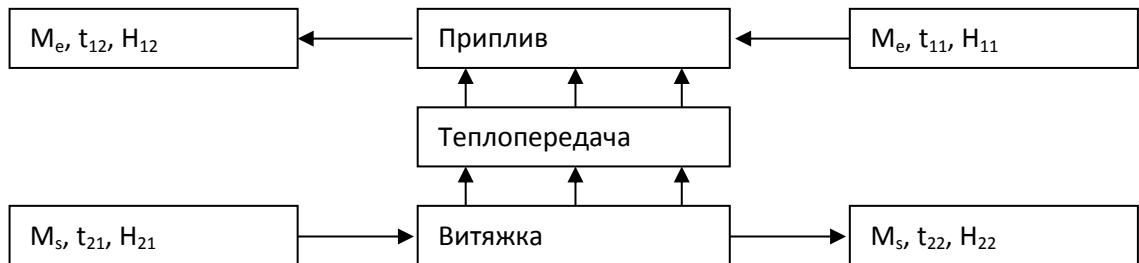 Mₑ, t₁₂, H₁₂
Приплив
Mₑ, t₁₁, H₁₁
Теплопередача
Mₛ, t₂₁, H₂₁
Витяжка
Mₛ, t₂₂, H₂₂